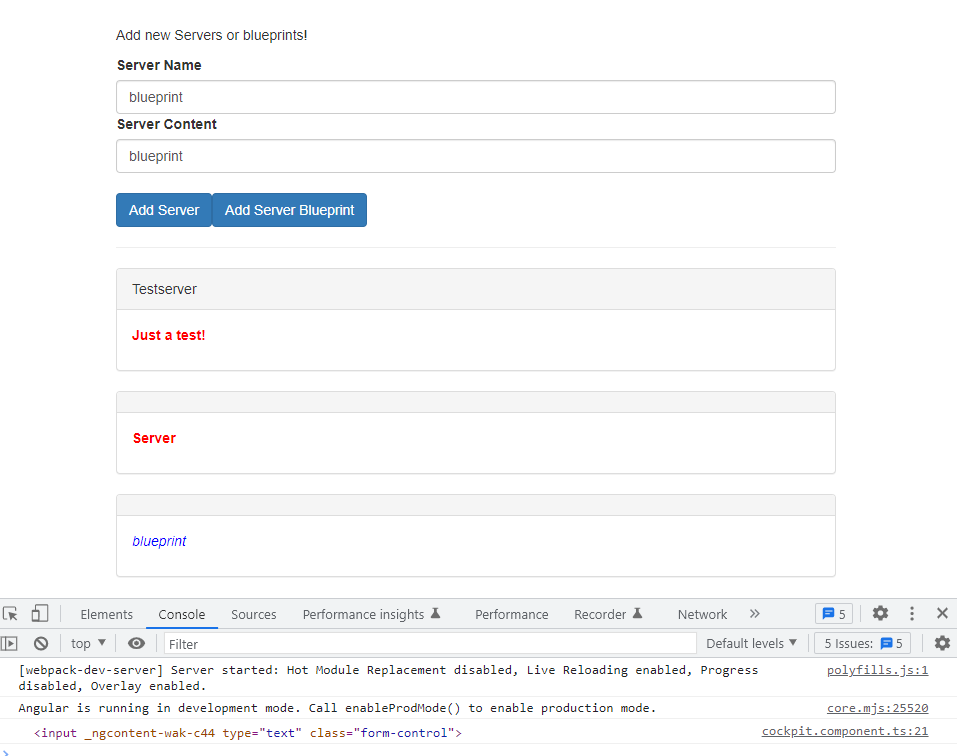 Add new Servers or blueprints!
Server Name
blueprint
Server Content
blueprint
Add Server Add Server Blueprint
Testserver
Just a test!
Server
blueprint
Elements Console Sources Performance insights Performance Recorder Network 5
top Filter Default levels 5 Issues: 5
[webpack-dev-server] Server started: Hot Module Replacement disabled, Live Reloading enabled, Progress polyfills.js:1
disabled, Overlay enabled.
Angular is running in development mode. Call enableProdMode() to enable production mode. core.mjs:25520
<input _ngcontent-wak-c44 type="text" class="form-control"> cockpit.component.ts:21